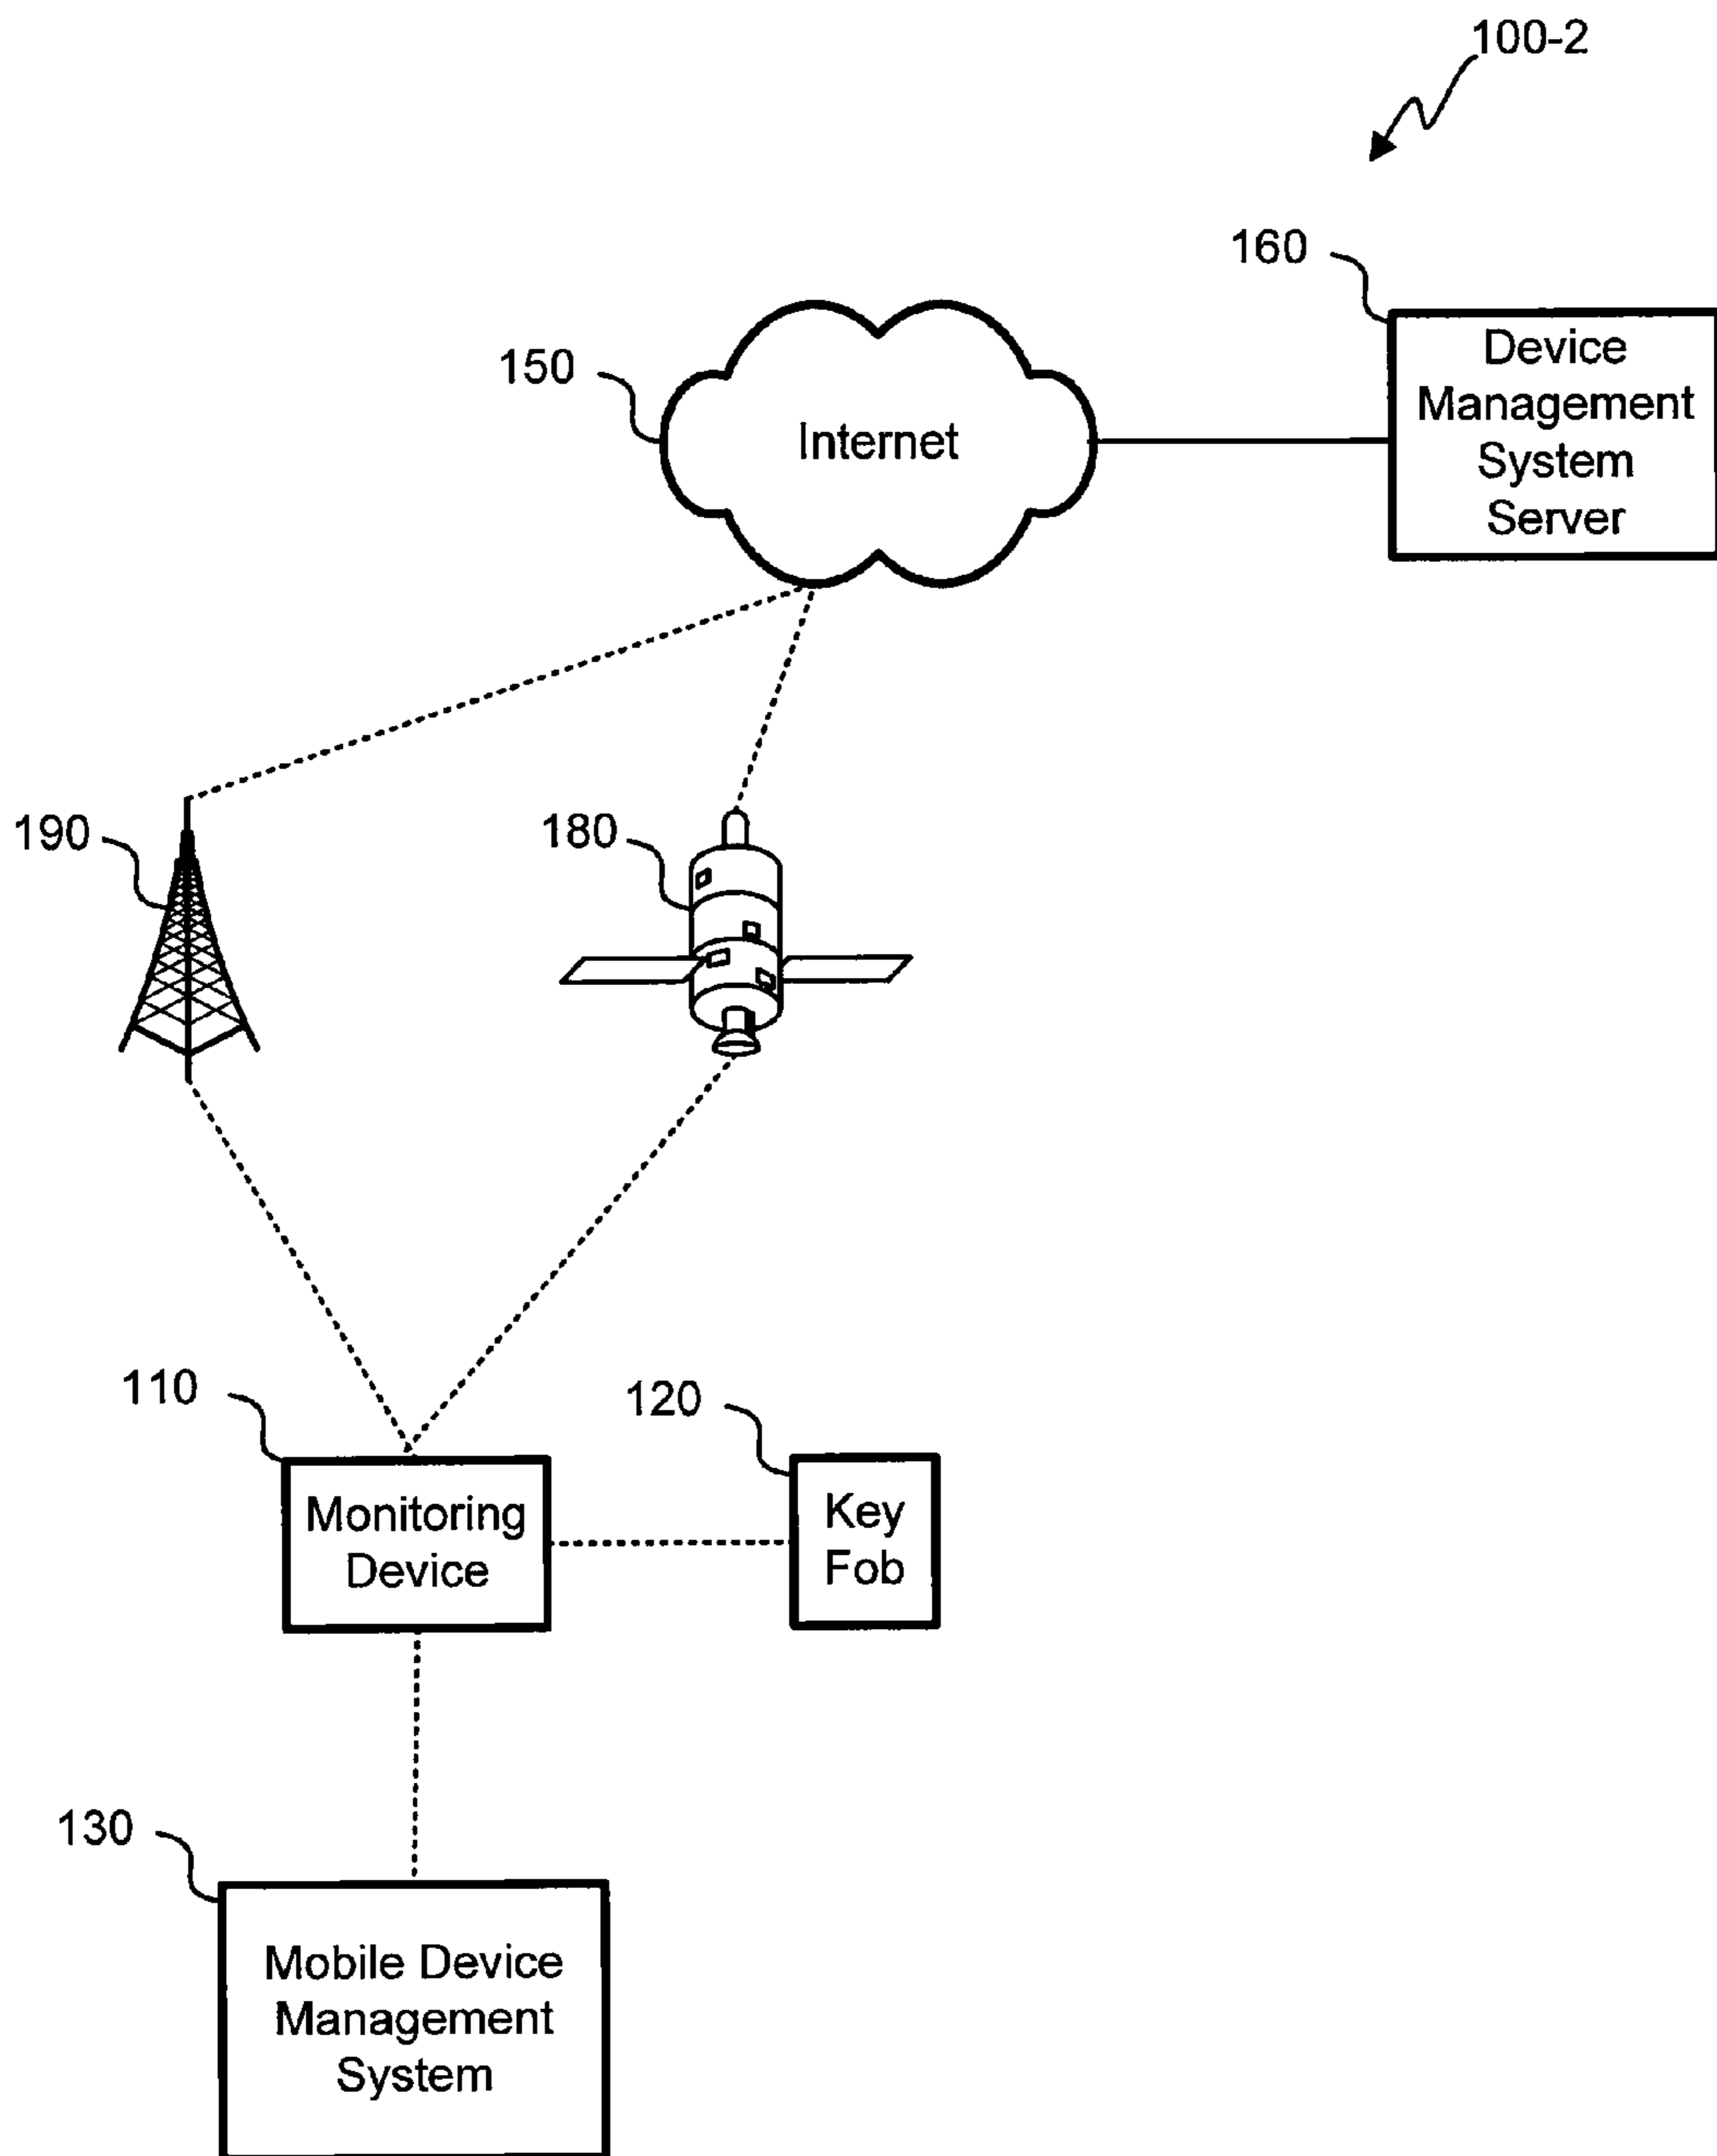 100-2
160
Device
Management
System
Server
150
Internet
190
180
110
Monitoring
Device
120
Key
Fob
130
Mobile Device
Management
System